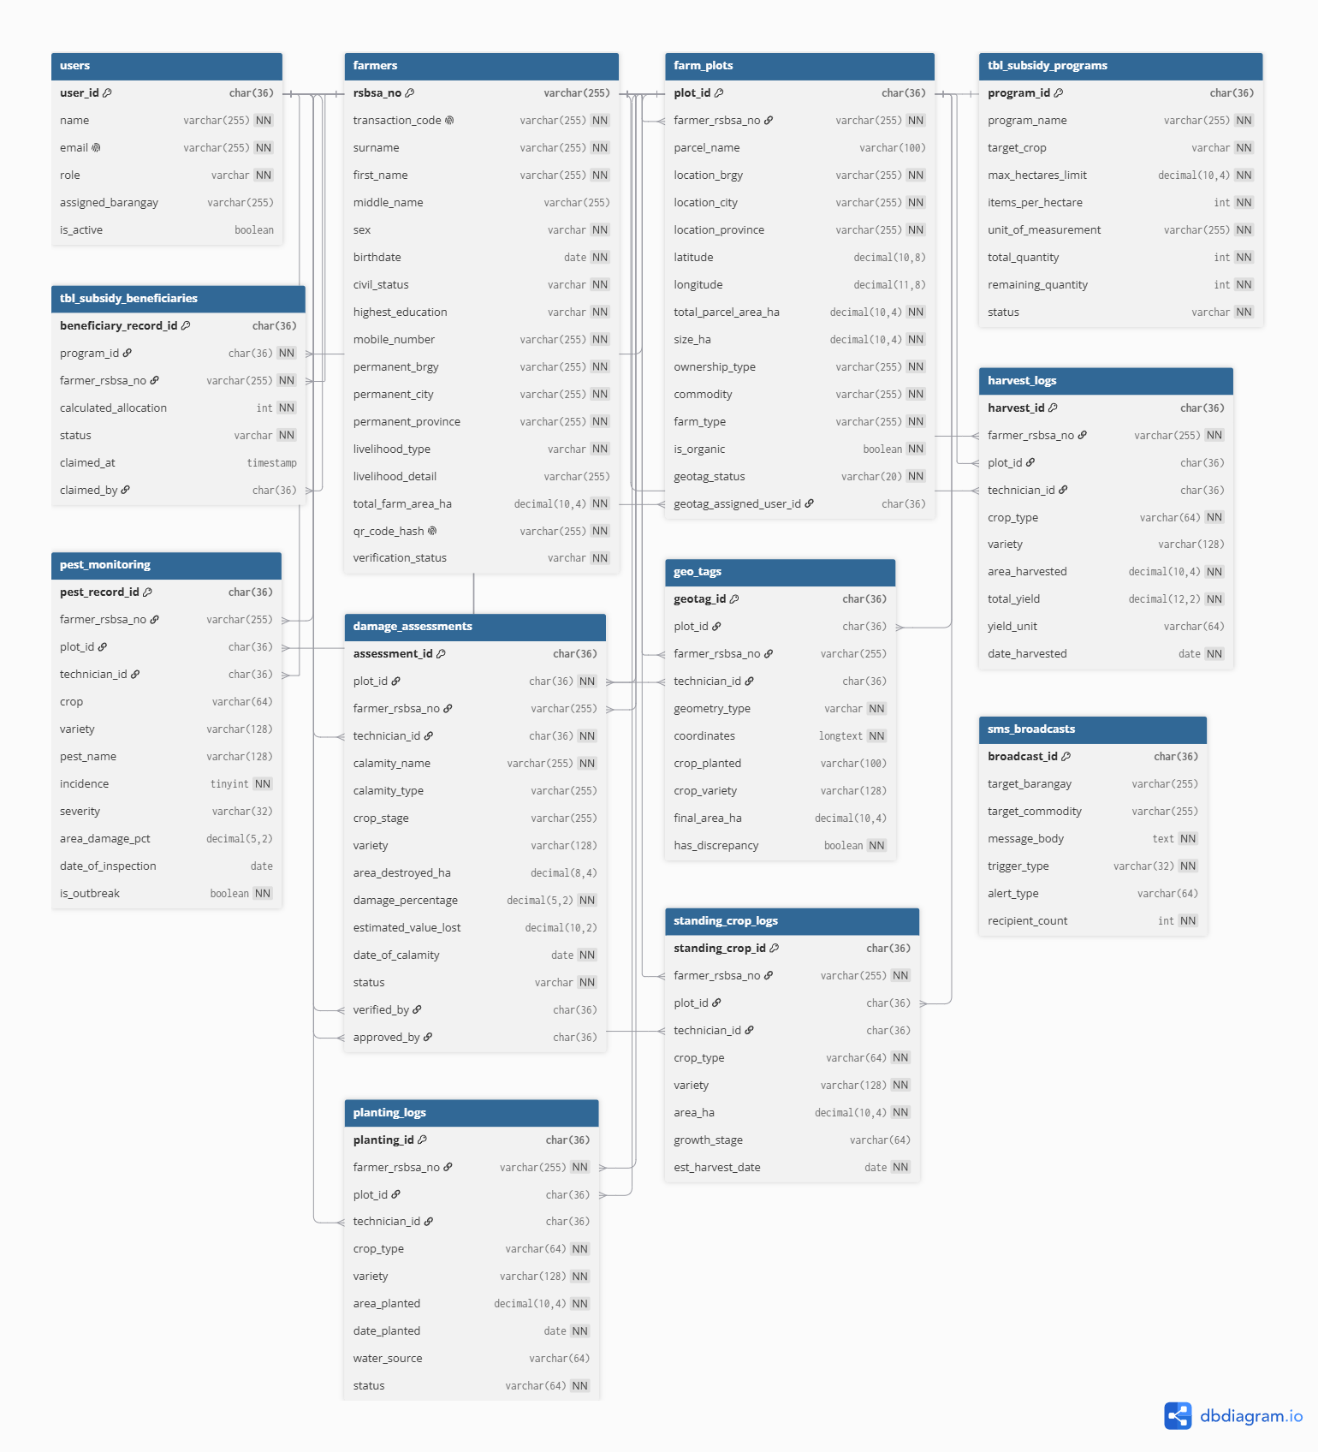 users
user_id char(36)
name varchar(255) NN
email varchar(255) NN
role varchar NN
assigned_barangay varchar(255)
is_active boolean
tbl_subsidy_beneficiaries
beneficiary_record_id char(36)
program_id char(36) NN
farmer_rsbsa_no varchar(255) NN
calculated_allocation int NN
status varchar NN
claimed_at timestamp
claimed_by char(36)
pest_monitoring
pest_record_id char(36)
farmer_rsbsa_no varchar(255)
plot_id char(36)
technician_id char(36)
crop varchar(64)
variety varchar(128)
pest_name varchar(128)
incidence tinyint NN
severity varchar(32)
area_damage_pct decimal(5,2)
date_of_inspection date
is_outbreak boolean NN
farmers
rsbsa_no varchar(255)
transaction_code varchar(255) NN
surname varchar(255) NN
first_name varchar(255) NN
middle_name varchar(255)
sex varchar NN
birthdate date NN
civil_status varchar NN
highest_education varchar NN
mobile_number varchar(255) NN
permanent_brgy varchar(255) NN
permanent_city varchar(255) NN
permanent_province varchar(255) NN
livelihood_type varchar NN
livelihood_detail varchar(255)
total_farm_area_ha decimal(10,4) NN
qr_code_hash varchar(255) NN
verification_status varchar NN
damage_assessments
assessment_id char(36)
plot_id char(36) NN
farmer_rsbsa_no varchar(255)
technician_id char(36) NN
calamity_name varchar(255) NN
calamity_type varchar(255)
crop_stage varchar(255)
variety varchar(128)
area_destroyed_ha decimal(8,4)
damage_percentage decimal(5,2) NN
estimated_value_lost decimal(10,2)
date_of_calamity date NN
status varchar NN
verified_by char(36)
approved_by char(36)
planting_logs
planting_id char(36)
farmer_rsbsa_no varchar(255) NN
plot_id char(36)
technician_id char(36)
crop_type varchar(64) NN
variety varchar(128) NN
area_planted decimal(10,4) NN
date_planted date NN
water_source varchar(64)
status varchar(64) NN
farm_plots
plot_id char(36)
farmer_rsbsa_no varchar(255) NN
parcel_name varchar(100)
location_brgy varchar(255) NN
location_city varchar(255) NN
location_province varchar(255) NN
latitude decimal(10,8)
longitude decimal(11,8)
total_parcel_area_ha decimal(10,4) NN
size_ha decimal(10,4) NN
ownership_type varchar(255) NN
commodity varchar(255) NN
farm_type varchar(255) NN
is_organic boolean NN
geotag_status varchar(20) NN
geotag_assigned_user_id char(36)
geo_tags
geotag_id char(36)
plot_id char(36)
farmer_rsbsa_no varchar(255)
technician_id char(36)
geometry_type varchar NN
coordinates longtext NN
crop_planted varchar(100)
crop_variety varchar(128)
final_area_ha decimal(10,4)
has_discrepancy boolean NN
standing_crop_logs
standing_crop_id char(36)
farmer_rsbsa_no varchar(255) NN
plot_id char(36)
technician_id char(36)
crop_type varchar(64) NN
variety varchar(128) NN
area_ha decimal(10,4) NN
growth_stage varchar(64)
est_harvest_date date NN
tbl_subsidy_programs
program_id char(36)
program_name varchar(255) NN
target_crop varchar NN
max_hectares_limit decimal(10,4) NN
items_per_hectare int NN
unit_of_measurement varchar(255) NN
total_quantity int NN
remaining_quantity int NN
status varchar NN
harvest_logs
harvest_id char(36)
farmer_rsbsa_no varchar(255) NN
plot_id char(36)
technician_id char(36)
crop_type varchar(64) NN
variety varchar(128)
area_harvested decimal(10,4) NN
total_yield decimal(12,2) NN
yield_unit varchar(64)
date_harvested date NN
sms_broadcasts
broadcast_id char(36)
target_barangay varchar(255)
target_commodity varchar(255)
message_body text NN
trigger_type varchar(32) NN
alert_type varchar(64)
recipient_count int NN
dbdiagram.io